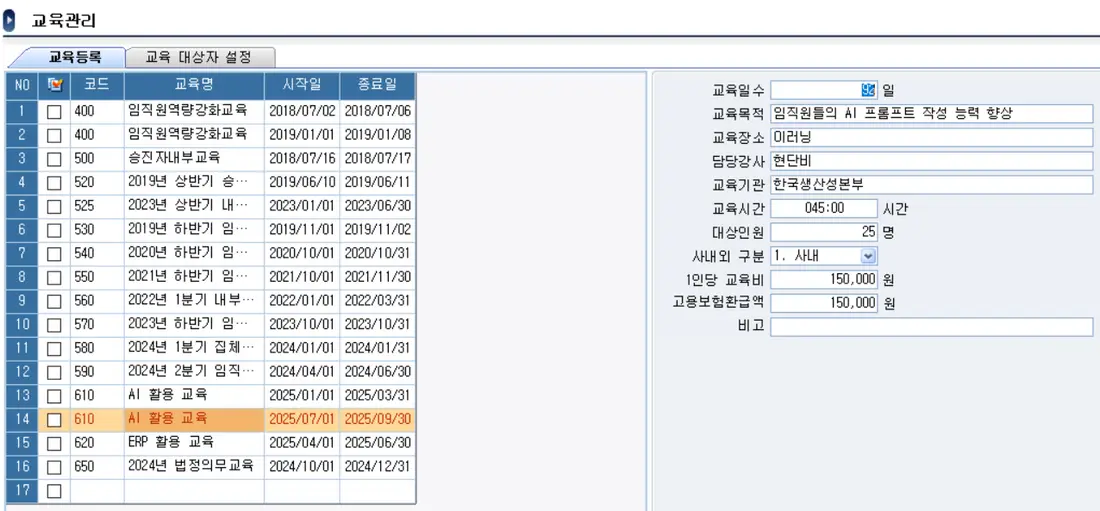 교육관리
교육등록 교육 대상자 설정
NO 코드 교육명 시작일 종료일
1 400 임직원역량강화교육 2018/07/02 2018/07/06
2 400 임직원역량강화교육 2019/01/01 2019/01/08
3 500 승진자내부교육 2018/07/16 2018/07/17
4 520 2019년 상반기 승… 2019/06/10 2019/06/11
5 525 2023년 상반기 내… 2023/01/01 2023/06/30
6 530 2019년 하반기 임… 2019/11/01 2019/11/02
7 540 2020년 하반기 임… 2020/10/01 2020/10/31
8 550 2021년 하반기 임… 2021/10/01 2021/11/30
9 560 2022년 1분기 내부… 2022/01/01 2022/03/31
10 570 2023년 하반기 임… 2023/10/01 2023/10/31
11 580 2024년 1분기 집체… 2024/01/01 2024/01/31
12 590 2024년 2분기 임직… 2024/04/01 2024/06/30
13 610 AI 활용 교육 2025/01/01 2025/03/31
14 610 AI 활용 교육 2025/07/01 2025/09/30
15 620 ERP 활용 교육 2025/04/01 2025/06/30
16 650 2024년 법정의무교육 2024/10/01 2024/12/31
17
교육일수 92 일
교육목적 임직원들의 AI 프롬프트 작성 능력 향상
교육장소 이러닝
담당강사 현단비
교육기관 한국생산성본부
교육시간 045:00 시간
대상인원 25 명
사내외 구분 1. 사내
1인당 교육비 150,000 원
고용보험환급액 150,000 원
비고